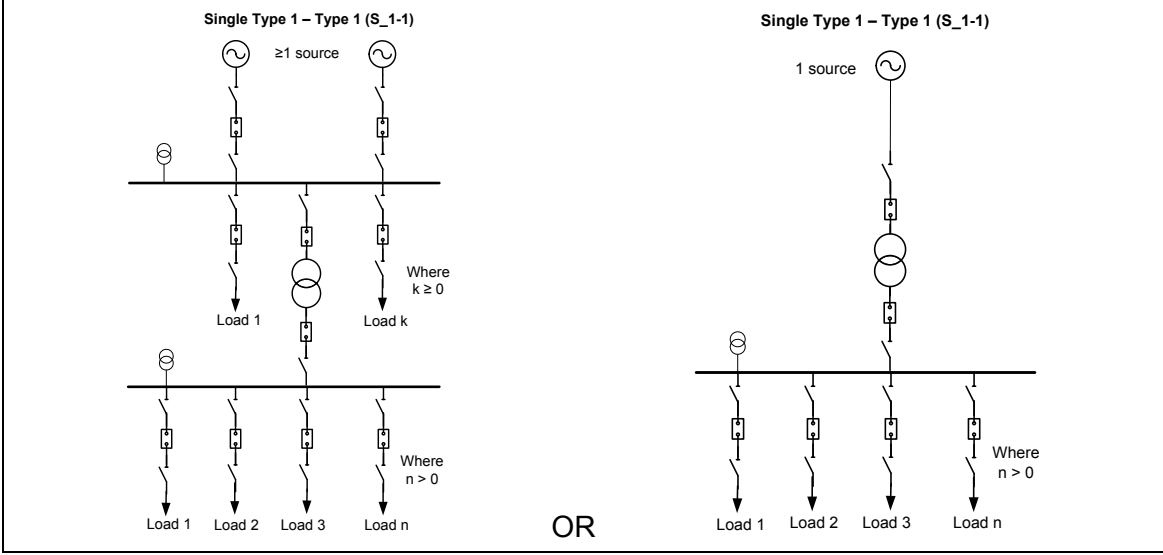 Single Type 1 – Type 1 (S_1-1)
≥1 source
Where
k ≥ 0
Load 1
Load k
Where
n > 0
Load 1
Load 2
Load 3
Load n
OR
Single Type 1 – Type 1 (S_1-1)
1 source
Where
n > 0
Load 1
Load 2
Load 3
Load n